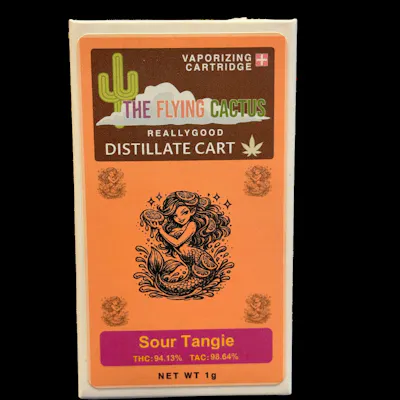 VAPORIZING
CARTRIDGE
THE FLYING CACTUS
REALLYGOOD
DISTILLATE CART
Sour Tangie
THC: 94.13% TAC: 98.64%
NET WT 1g